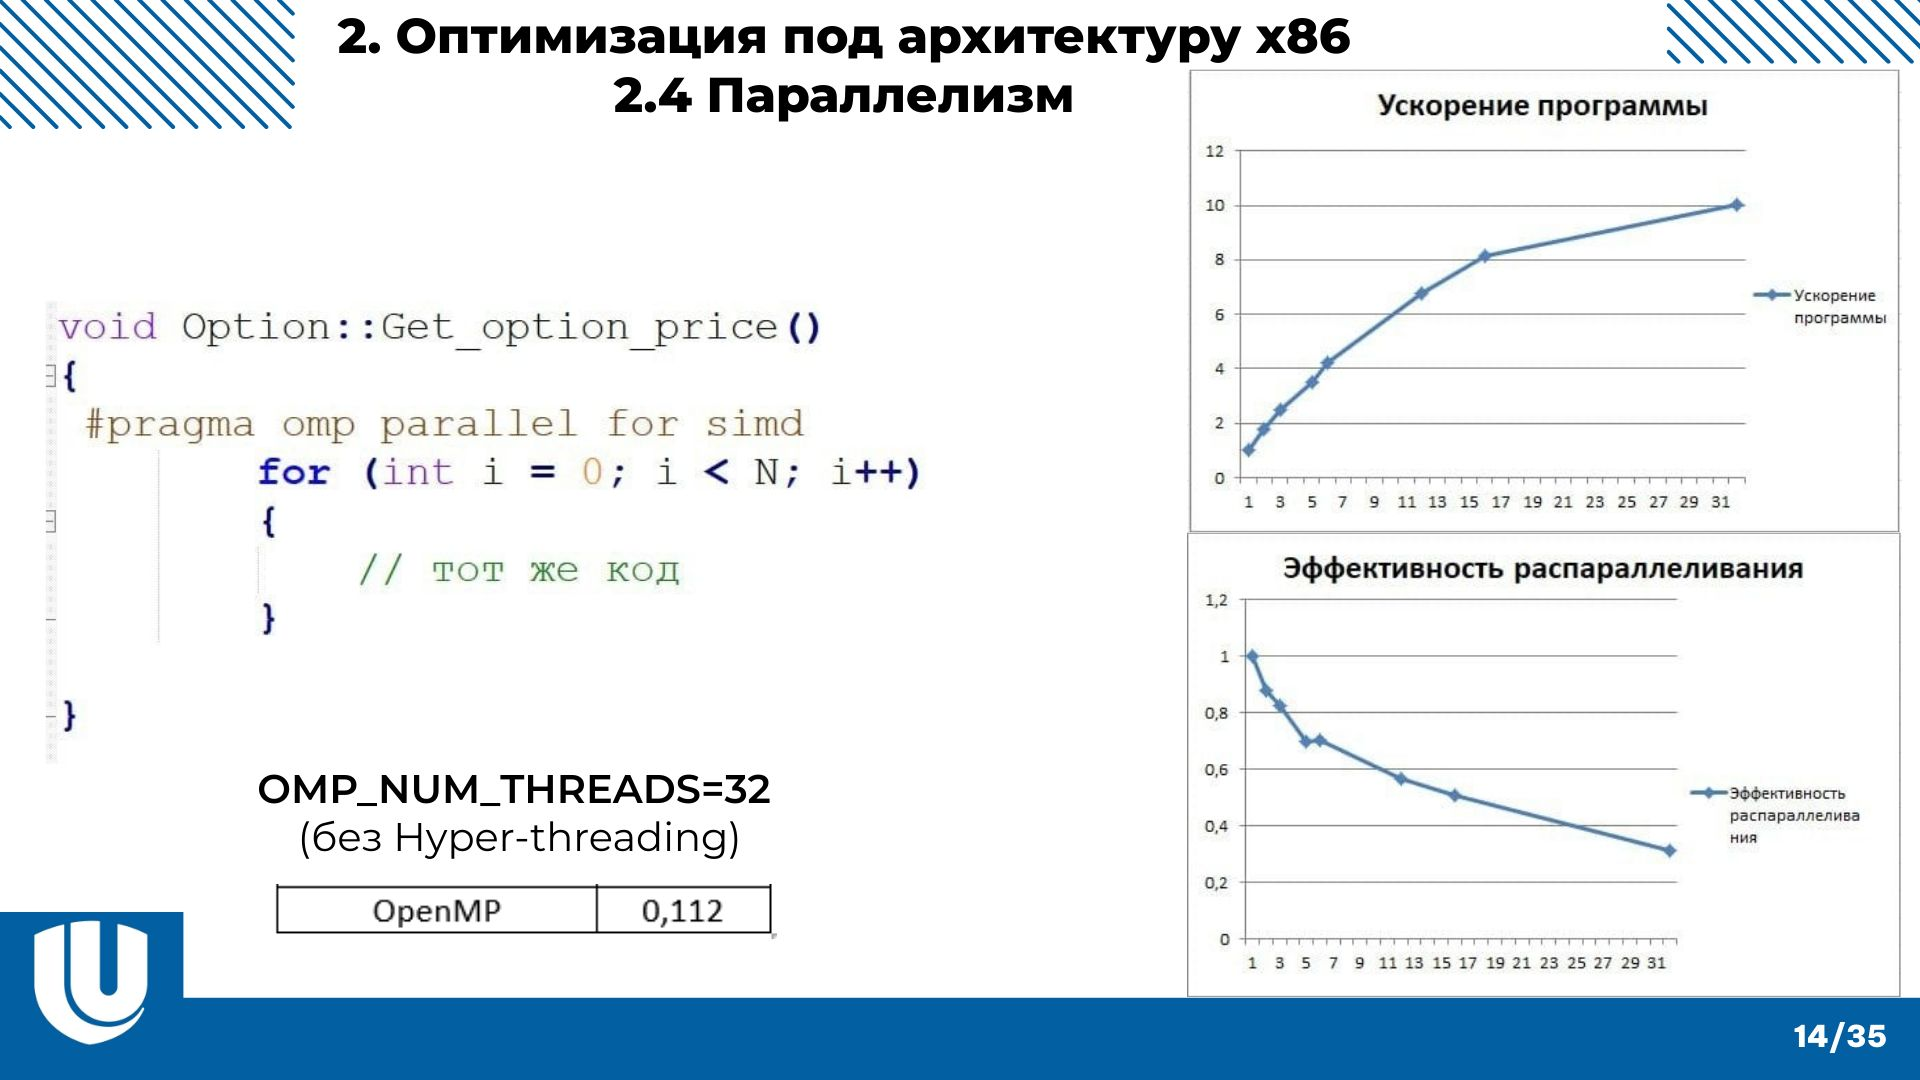 2. Оптимизация под архитектуру x86
2.4 Параллелизм
void Option::Get_option_price()
{
#pragma omp parallel for simd
for (int i = 0; i < N; i++)
{
// тот же код
}
}
OMP_NUM_THREADS=32
(без Hyper-threading)
OpenMP 0,112
Ускорение программы
12
10
8
6
4
2
0
1 3 5 7 9 11 13 15 17 19 21 23 25 27 29 31
Ускорение
программы
Эффективность распараллеливания
1,2
1
0,8
0,6
0,4
0,2
0
1 3 5 7 9 11 13 15 17 19 21 23 25 27 29 31
Эффективность
распараллелива
ния
14/35